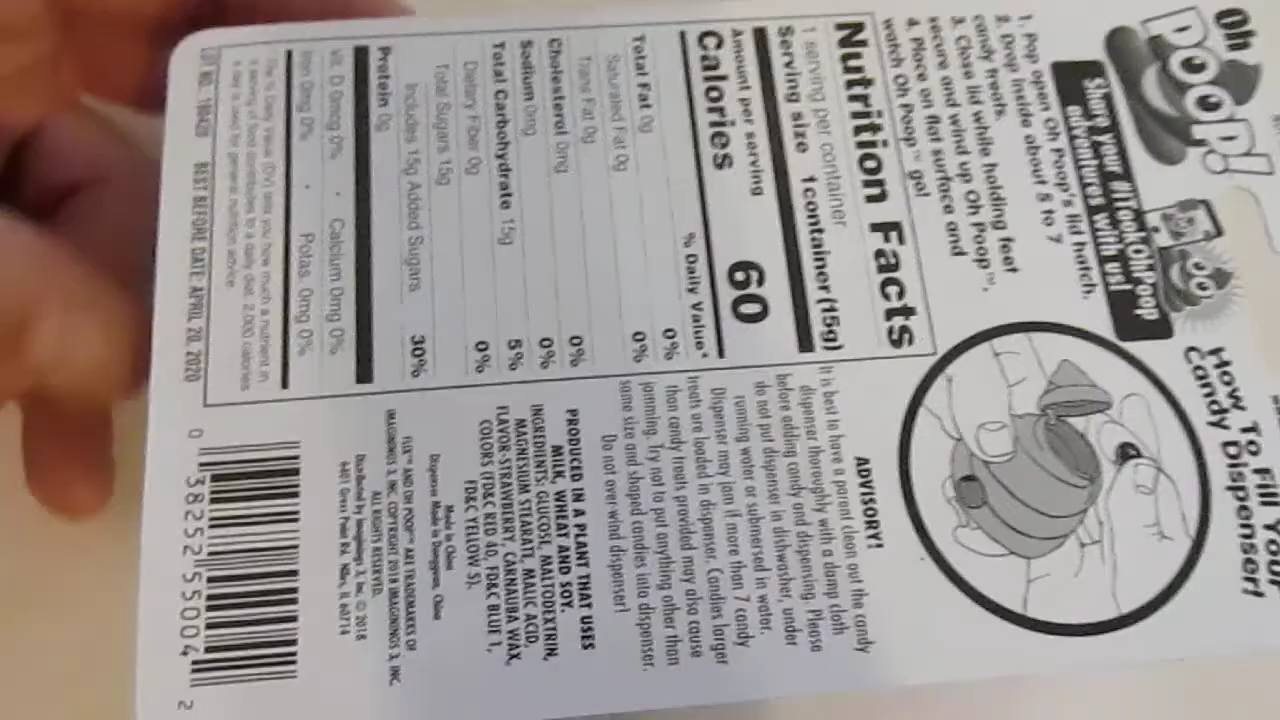 Oh
POOP!
Share your #ITookOhPoop
adventures with us!
How To Fill Your
Candy Dispenser!
1. Pop open Oh Poop's lid hatch.
2. Drop inside about 5 to 7
candy treats.
3. Close lid while holding feet
secure and wind up Oh Poop™.
4. Place on flat surface and
watch Oh Poop™ go!
Nutrition Facts
1 serving per container
Serving size 1container(15g)
Amount per serving
Calories 60
% Daily Value*
Total Fat 0g 0%
Saturated Fat 0g 0%
Trans Fat 0g
Cholesterol 0mg 0%
Sodium 0mg 0%
Total Carbohydrate 15g 5%
Dietary Fiber 0g 0%
Total Sugars 15g
Includes 15g Added Sugars 30%
Protein 0g
Vit. D 0mcg 0% • Calcium 0mg 0%
Iron 0mg 0% • Potas. 0mg 0%
The % Daily Value (DV) tells you how much a nutrient in
a serving of food contributes to a daily diet. 2,000 calories
a day is used for general nutrition advice.
LOT NO. BEST BEFORE DATE: APRIL 20, 2020
ADVISORY!
It is best to have a parent clean out the candy
dispenser thoroughly with a damp cloth
before adding candy and dispensing. Please
do not put dispenser in dishwasher, under
running water or submersed in water.
Dispenser may jam if more than 7 candy
treats are loaded in dispenser. Candies larger
than candy treats provided may also cause
jamming. Try not to put anything other than
same size and shaped candies into dispenser.
Do not over-wind dispenser!
PRODUCED IN A PLANT THAT USES
MILK, WHEAT AND SOY.
INGREDIENTS: GLUCOSE, MALTODEXTRIN,
MAGNESIUM STEARATE, MALIC ACID,
FLAVOR-STRAWBERRY, CARNAUBA WAX,
COLORS (FD&C RED 40, FD&C BLUE 1,
FD&C YELLOW 5).
Made in China
Dispenser Made in Dongguan, China
FLIX™ AND OH POOP™ ARE TRADEMARKS OF
IMAGININGS 3, INC. COPYRIGHT 2018 IMAGININGS 3, INC.
ALL RIGHTS RESERVED.
Distributed by Imaginings 3, Inc. © 2018
6401 Gross Point Rd. Niles, IL 60714
0 38252 55004 2